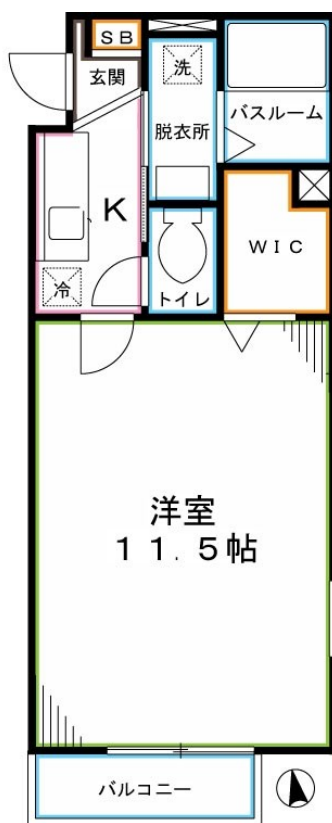 SB
玄関
洗
脱衣所
バスルーム
K
冷
トイレ
WIC
洋室
11.5帖
バルコニー